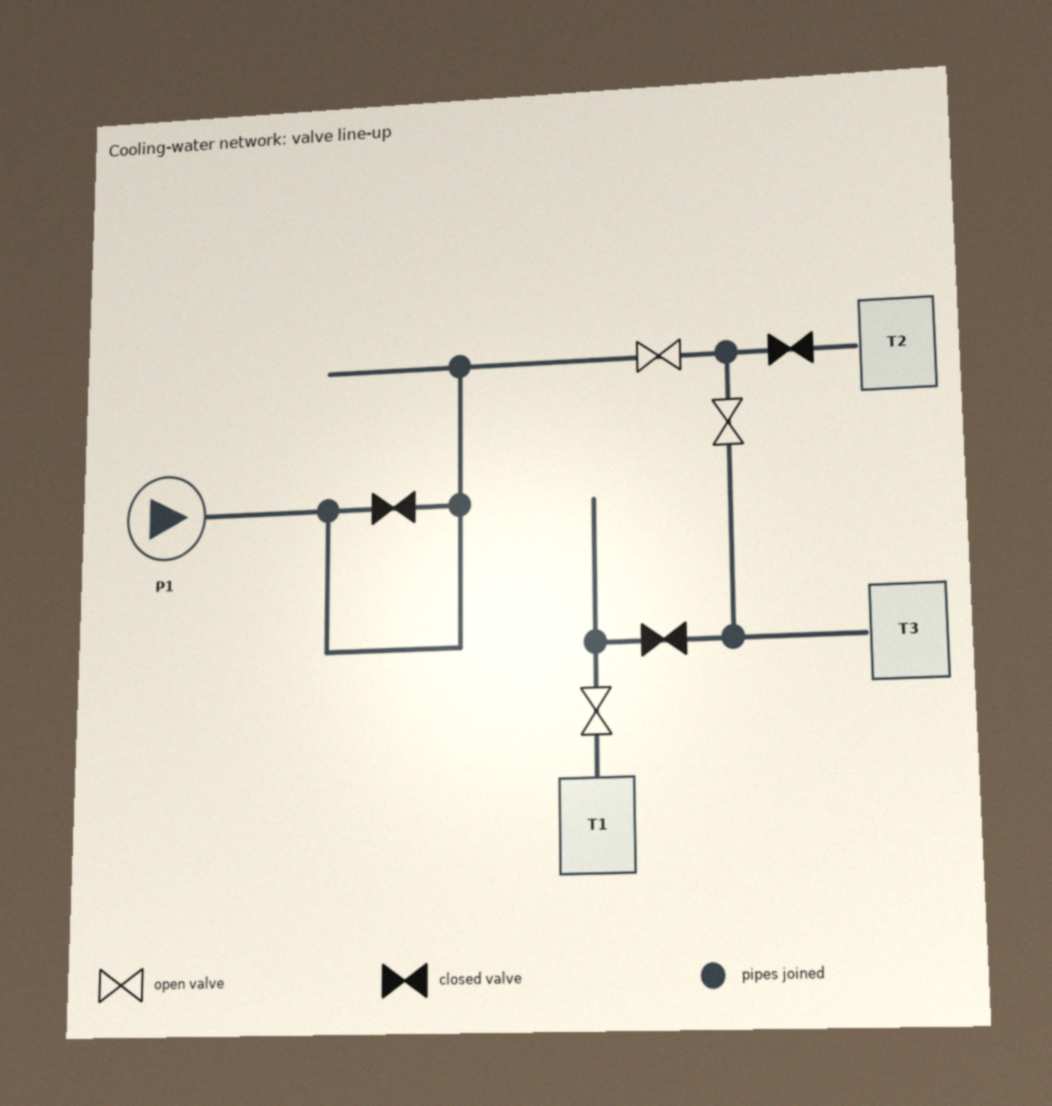 Cooling-water network: valve line-up
T2
P1
T3
T1
open valve
closed valve
pipes joined